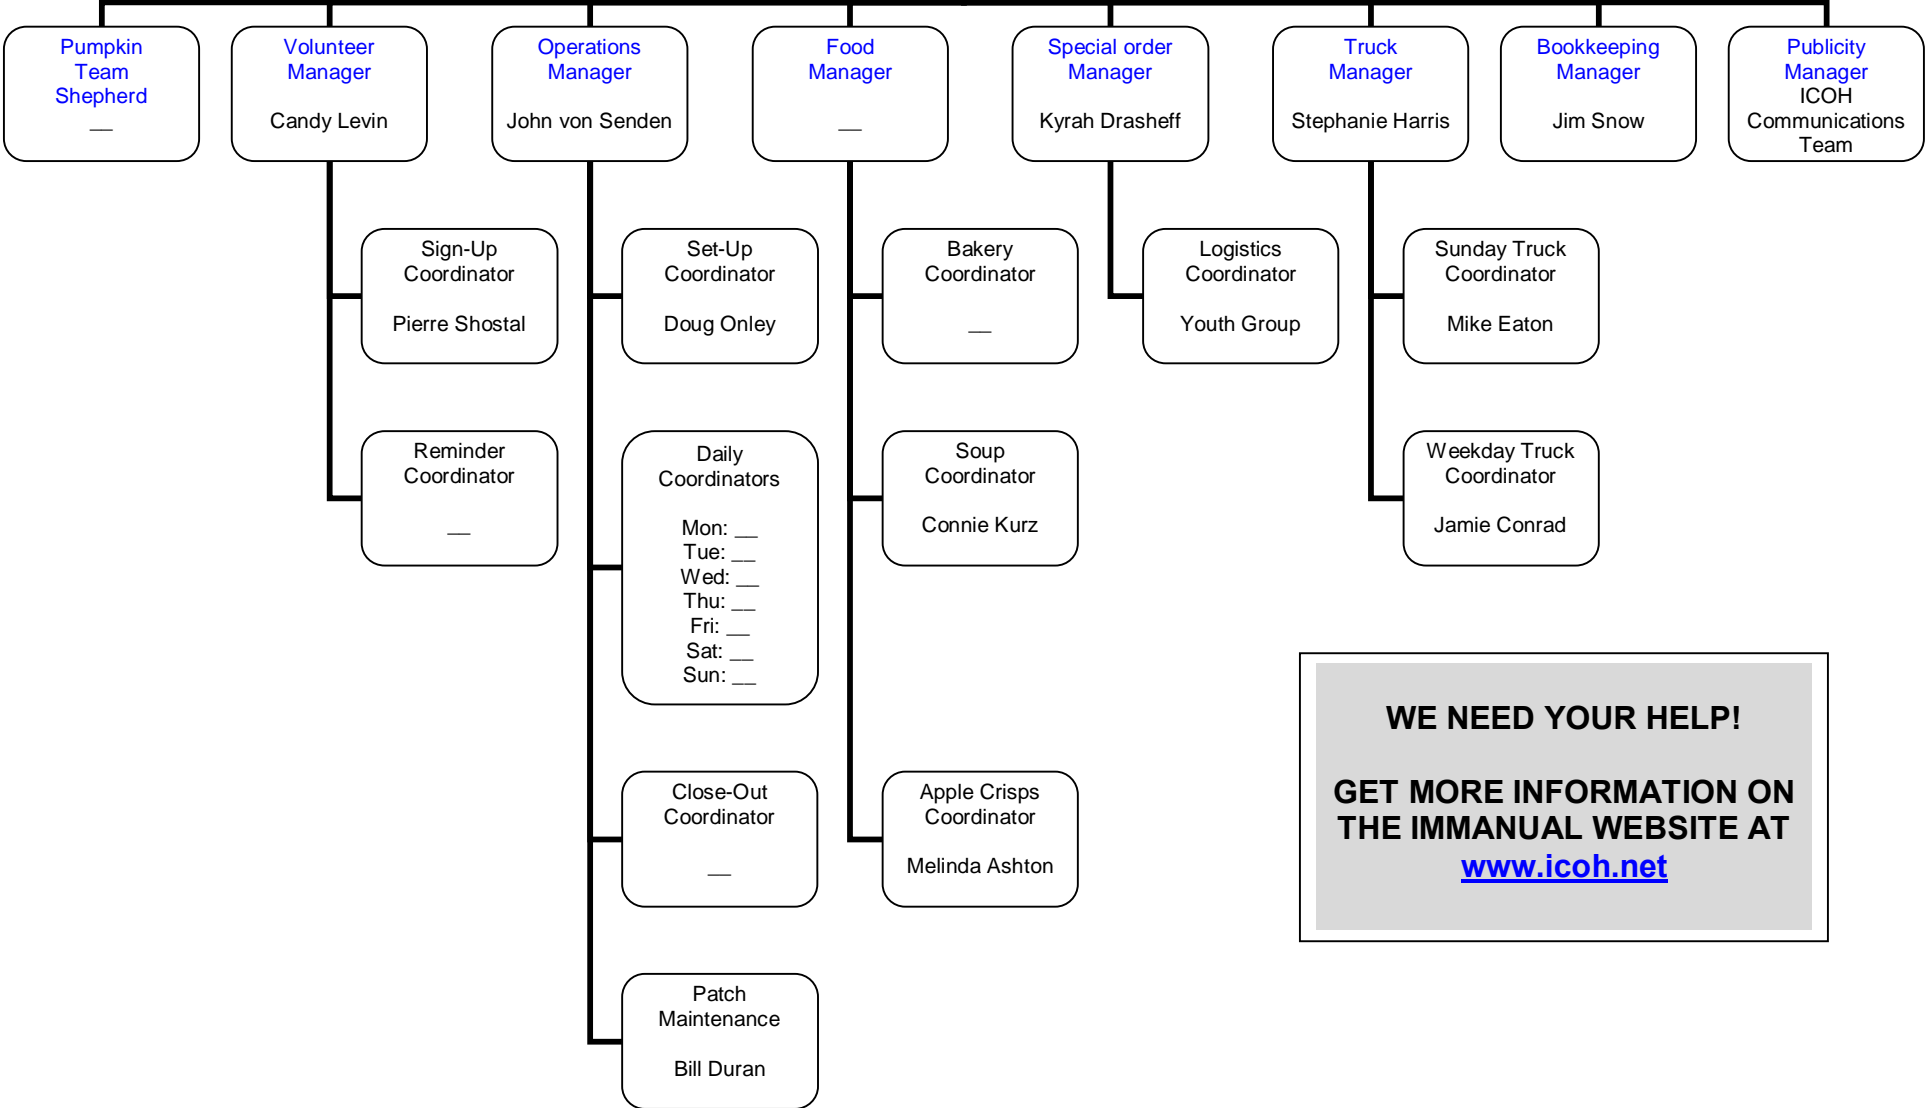 Pumpkin
Team
Shepherd
__
Volunteer
Manager
Candy Levin
Operations
Manager
John von Senden
Food
Manager
__
Special order
Manager
Kyrah Drasheff
Truck
Manager
Stephanie Harris
Bookkeeping
Manager
Jim Snow
Publicity
Manager
ICOH
Communications
Team
Sign-Up
Coordinator
Pierre Shostal
Set-Up
Coordinator
Doug Onley
Bakery
Coordinator
__
Logistics
Coordinator
Youth Group
Sunday Truck
Coordinator
Mike Eaton
Reminder
Coordinator
__
Daily
Coordinators
Mon: __
Tue: __
Wed: __
Thu: __
Fri: __
Sat: __
Sun: __
Soup
Coordinator
Connie Kurz
Weekday Truck
Coordinator
Jamie Conrad
Close-Out
Coordinator
__
Apple Crisps
Coordinator
Melinda Ashton
Patch
Maintenance
Bill Duran
WE NEED YOUR HELP!
GET MORE INFORMATION ON
THE IMMANUAL WEBSITE AT
www.icoh.net